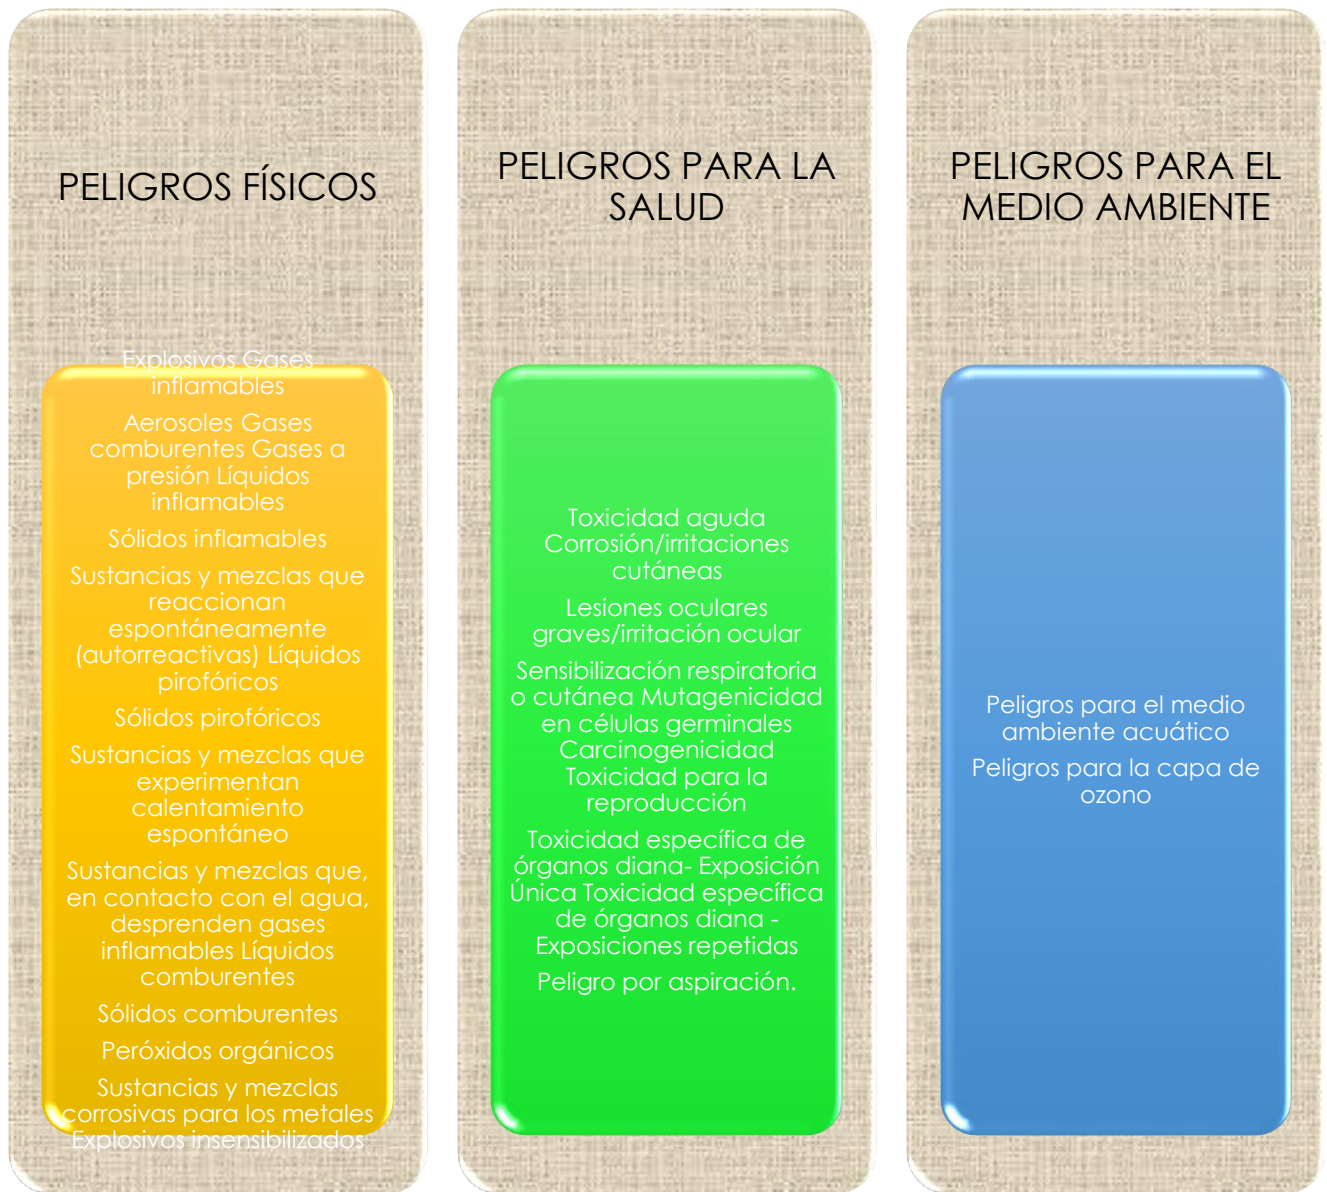 PELIGROS FÍSICOS
Explosivos Gases
inflamables
Aerosoles Gases
comburentes Gases a
presión Líquidos
inflamables
Sólidos inflamables
Sustancias y mezclas que
reaccionan
espontáneamente
(autorreactivas) Líquidos
pirofóricos
Sólidos pirofóricos
Sustancias y mezclas que
experimentan
calentamiento
espontáneo
Sustancias y mezclas que,
en contacto con el agua,
desprenden gases
inflamables Líquidos
comburentes
Sólidos comburentes
Peróxidos orgánicos
Sustancias y mezclas
corrosivas para los metales
Explosivos insensibilizados
PELIGROS PARA LA
SALUD
Toxicidad aguda
Corrosión/irritaciones
cutáneas
Lesiones oculares
graves/irritación ocular
Sensibilización respiratoria
o cutánea Mutagenicidad
en células germinales
Carcinogenicidad
Toxicidad para la
reproducción
Toxicidad específica de
órganos diana- Exposición
Única Toxicidad específica
de órganos diana -
Exposiciones repetidas
Peligro por aspiración.
PELIGROS PARA EL
MEDIO AMBIENTE
Peligros para el medio
ambiente acuático
Peligros para la capa de
ozono